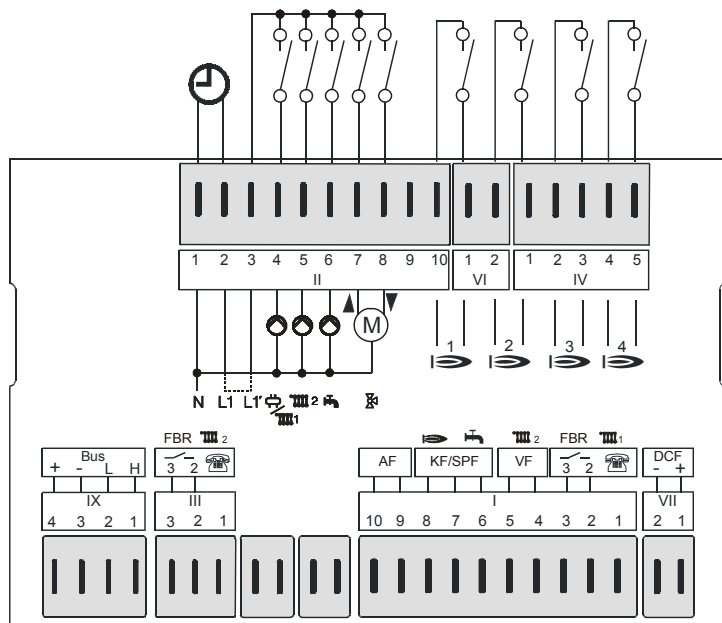 1 2 3 4 5 6 7 8 9 10 1 2 1 2 3 4 5
II VI IV
M
1 2 3 4
N L1 L1' 2
1
FBR 2
Bus
+ - L H
3 2
IX
4 3 2 1
III
3 2 1
2 FBR 1
AF KF/SPF VF
3 2
DCF
- +
I
10 9 8 7 6 5 4 3 2 1
VII
2 1